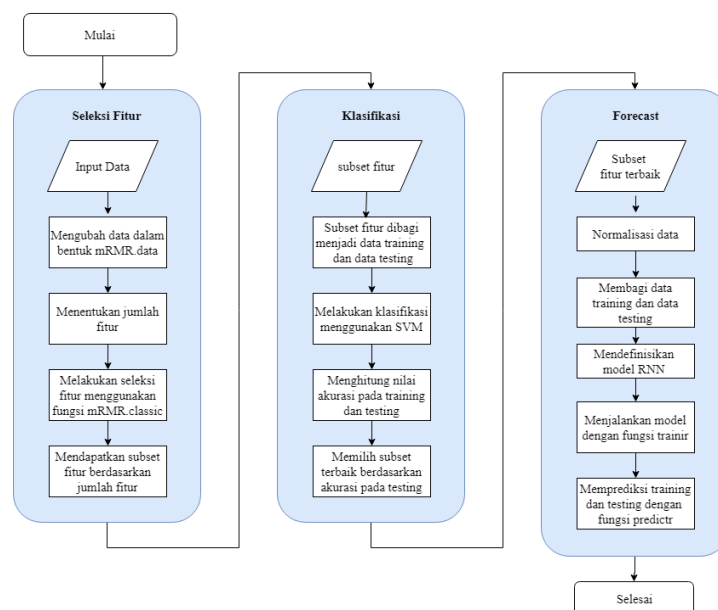 Mulai
Seleksi Fitur
Input Data
Mengubah data dalam
bentuk mRMR.data
Menentukan jumlah
fitur
Melakukan seleksi
fitur menggunakan
fungsi mRMR.classic
Mendapatkan subset
fitur berdasarkan
jumlah fitur
Klasifikasi
subset fitur
Subset fitur dibagi
menjadi data training
dan data testing
Melakukan klasifikasi
menggunakan SVM
Menghitung nilai
akurasi pada training
dan testing
Memilih subset
terbaik berdasarkan
akurasi pada testing
Forecast
Subset
fitur terbaik
Normalisasi data
Membagi data
training dan data
testing
Mendefinisikan
model RNN
Menjalankan model
dengan fungsi trainir
Memprediksi training
dan testing dengan
fungsi predictr
Selesai